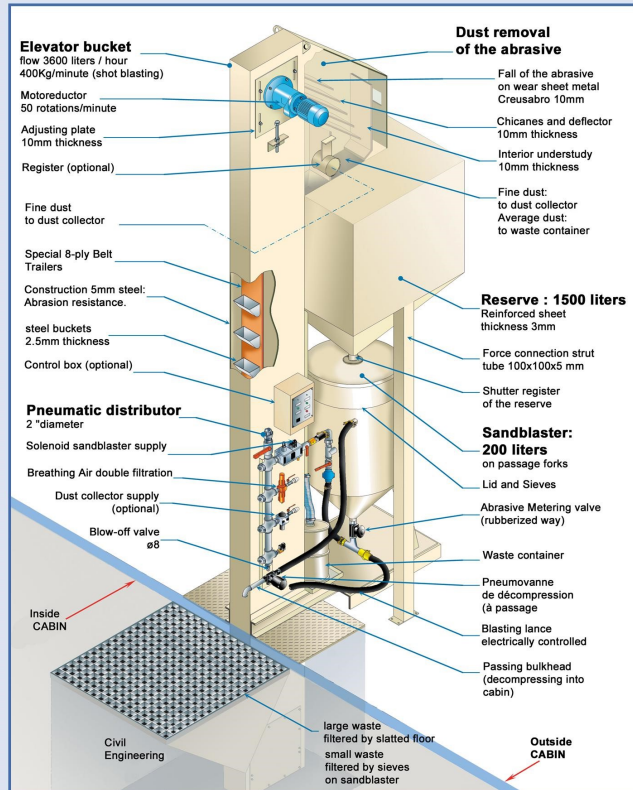 Elevator bucket
flow 3600 liters / hour
400Kg/minute (shot blasting)
Motoreductor
50 rotations/minute
Adjusting plate
10mm thickness
Register (optional)
Fine dust
to dust collector
Special 8-ply Belt
Trailers
Construction 5mm steel:
Abrasion resistance.
steel buckets
2.5mm thickness
Control box (optional)
Pneumatic distributor
2 "diameter
Solenoid sandblaster supply
Breathing Air double filtration
Dust collector supply
(optional)
Blow-off valve
ø8
Inside
CABIN
Civil
Engineering
Dust removal
of the abrasive
Fall of the abrasive
on wear sheet metal
Creusabro 10mm
Chicanes and deflector
10mm thickness
Interior understudy
10mm thickness
Fine dust:
to dust collector
Average dust:
to waste container
Reserve : 1500 liters
Reinforced sheet
thickness 3mm
Force connection strut
tube 100x100x5 mm
Shutter register
of the reserve
Sandblaster:
200 liters
on passage forks
Lid and Sieves
Abrasive Metering valve
(rubberized way)
Waste container
Pneumovanne
de décompression
(à passage
Blasting lance
electrically controlled
Passing bulkhead
(decompressing into
cabin)
large waste
filtered by slatted floor
small waste
filtered by sieves
on sandblaster
Outside
CABIN